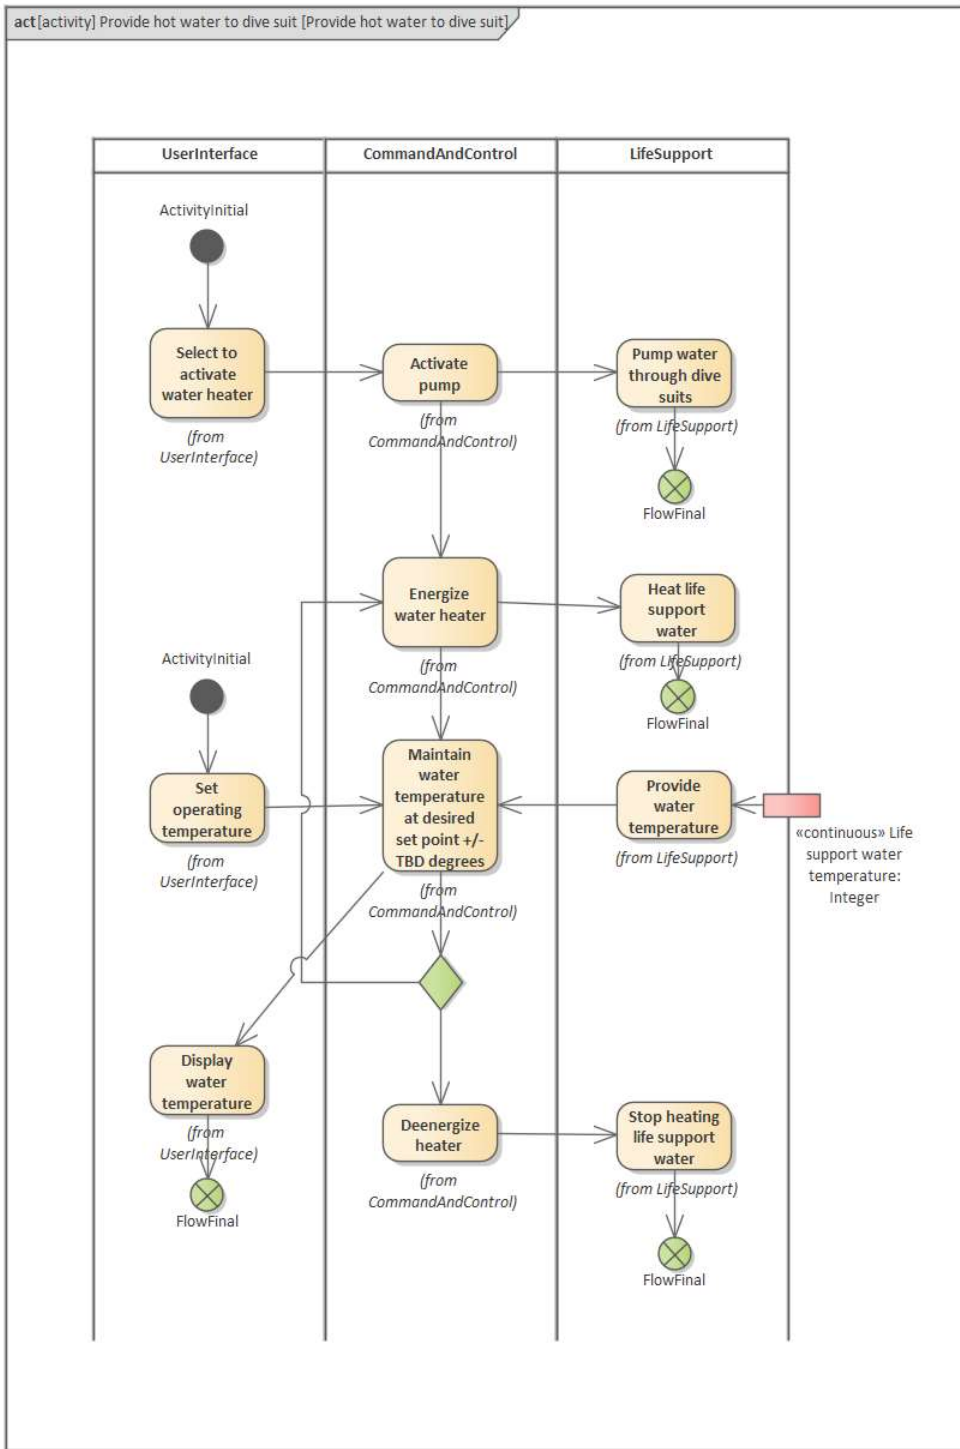 act [activity] Provide hot water to dive suit [Provide hot water to dive suit]
UserInterface
CommandAndControl
LifeSupport
ActivityInitial
Select to
activate
water heater
(from
UserInterface)
Activate
pump
(from
CommandAndControl)
Pump water
through dive
suits
(from LifeSupport)
FlowFinal
Energize
water heater
(from
CommandAndControl)
Heat life
support
water
(from LifeSupport)
FlowFinal
ActivityInitial
Set
operating
temperature
(from
UserInterface)
Maintain
water
temperature
at desired
set point +/-
TBD degrees
(from
CommandAndControl)
Provide
water
temperature
(from LifeSupport)
«continuous» Life
support water
temperature:
Integer
Display
water
temperature
(from
UserInterface)
FlowFinal
Deenergize
heater
(from
CommandAndControl)
Stop heating
life support
water
(from LifeSupport)
FlowFinal